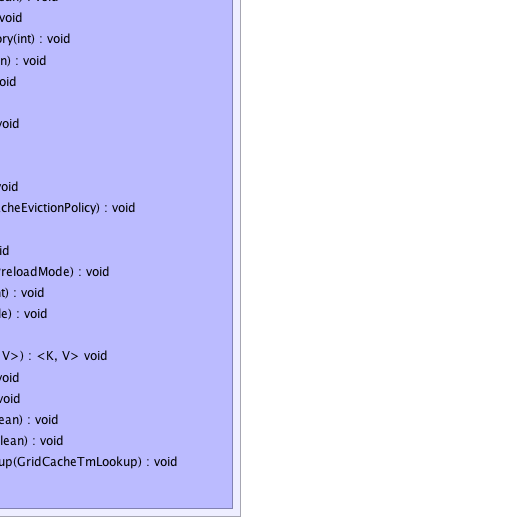 void
ry(int) : void
n) : void
oid
void
void
cheEvictionPolicy) : void
id
reloadMode) : void
t) : void
e) : void
V>) : <K, V> void
void
void
ean) : void
lean) : void
up(GridCacheTmLookup) : void